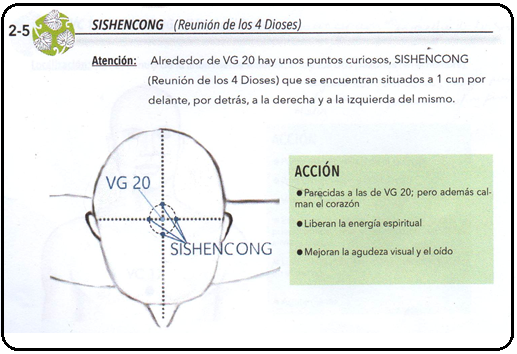 2-5
SISHENCONG (Reunión de los 4 Dioses)
Atención: Alrededor de VG 20 hay unos puntos curiosos, SISHENCONG
(Reunión de los 4 Dioses) que se encuentran situados a 1 cun por
delante, por detrás, a la derecha y a la izquierda del mismo.
VG 20
SISHENCONG
ACCIÓN
●Parecidas a las de VG 20; pero además cal-
man el corazón
●Liberan la energía espiritual
●Mejoran la agudeza visual y el oído